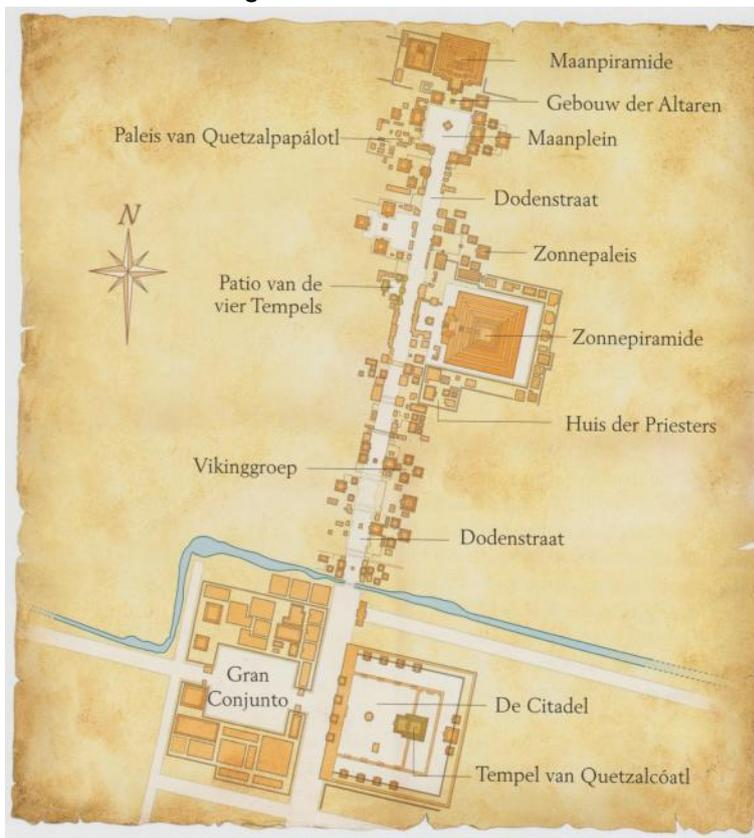 Maanpiramide
Gebouw der Altaren
Paleis van Quetzalpapálotl
Maanplein
Dodenstraat
N
Zonnepaleis
Patio van de
vier Tempels
Zonnepiramide
Huis der Priesters
Vikinggroep
Dodenstraat
Gran
Conjunto
De Citadel
Tempel van Quetzalcóatl